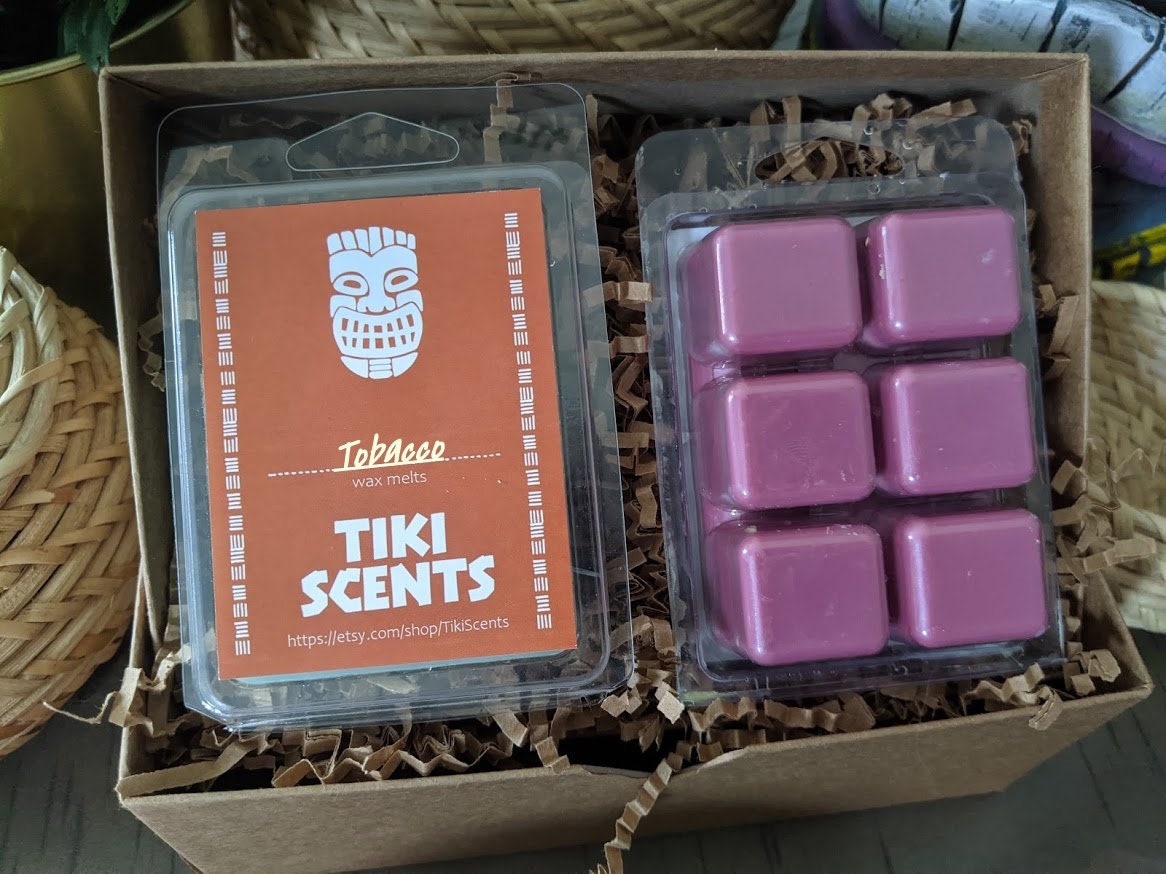 Tobacco
wax melts
TIKI
SCENTS
https://etsy.com/shop/TikiScents